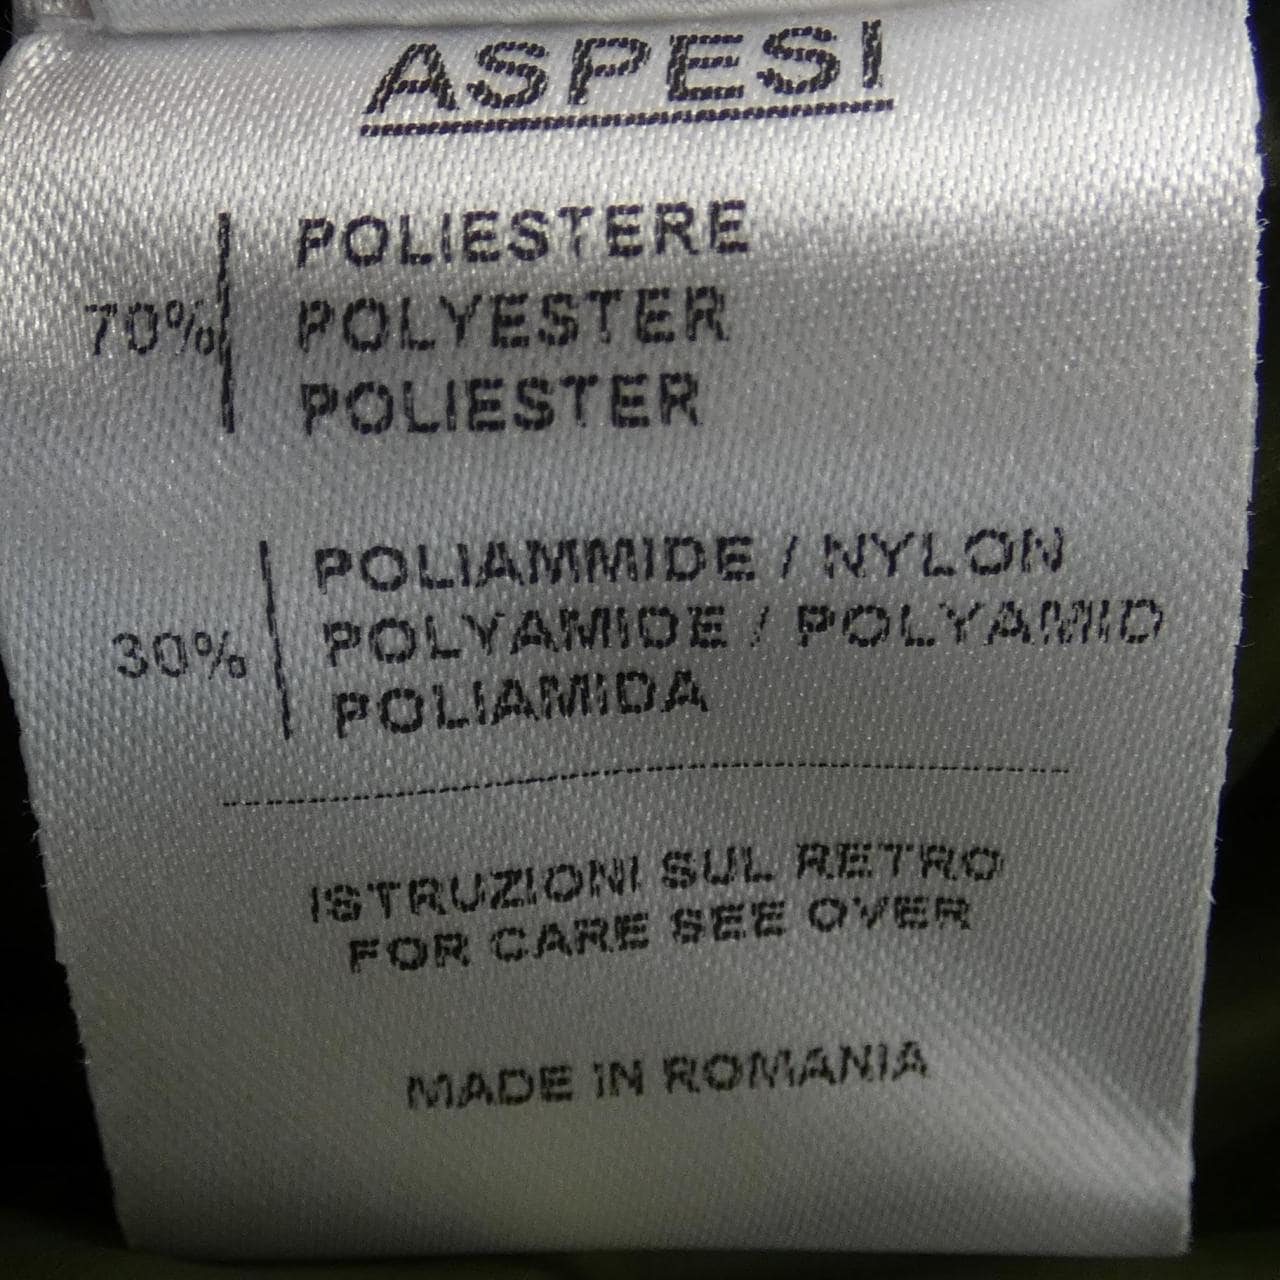 ASPESI
70% POLIESTERE
POLYESTER
POLIESTER
30% POLIAMMIDE / NYLON
POLYAMIDE / POLYAMID
POLIAMIDA
ISTRUZIONI SUL RETRO
FOR CARE SEE OVER
MADE IN ROMANIA